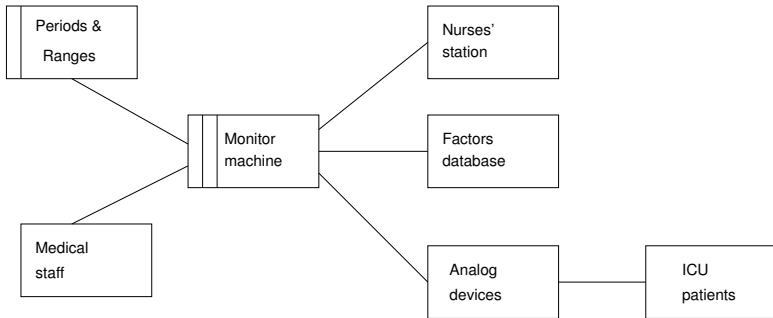 Periods &
Ranges
Nurses'
station
Monitor
machine
Factors
database
Medical
staff
Analog
devices
ICU
patients